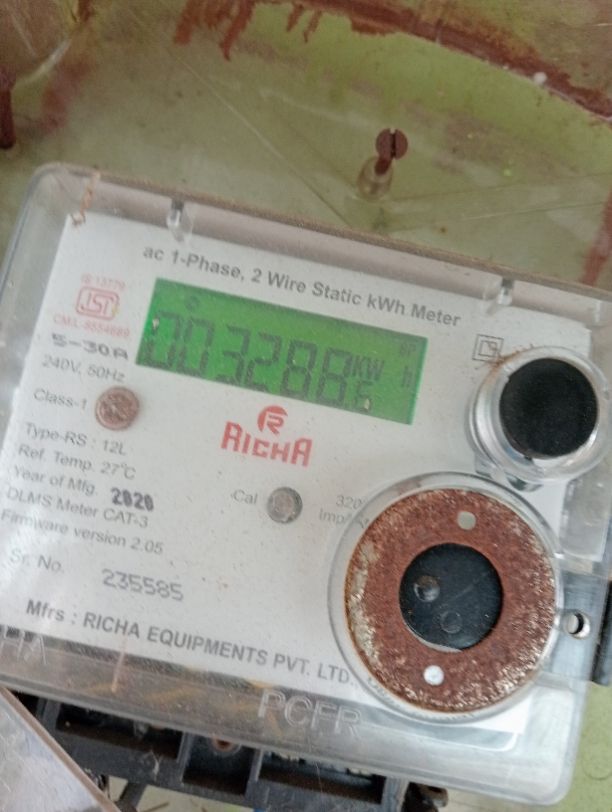 ac 1-Phase, 2 Wire Static kWh Meter
IS 13779
ISI
CM/L-8554669
5-30A
240V, 50Hz
003288
KW
h
Class-1
RICHA
Type-RS : 12L
Ref. Temp. 27°C
Year of Mfg. 2020
Cal
320
Imp/
DLMS Meter CAT-3
Firmware version 2.05
Sr. No. 235585
Mfrs : RICHA EQUIPMENTS PVT. LTD.
PCFR